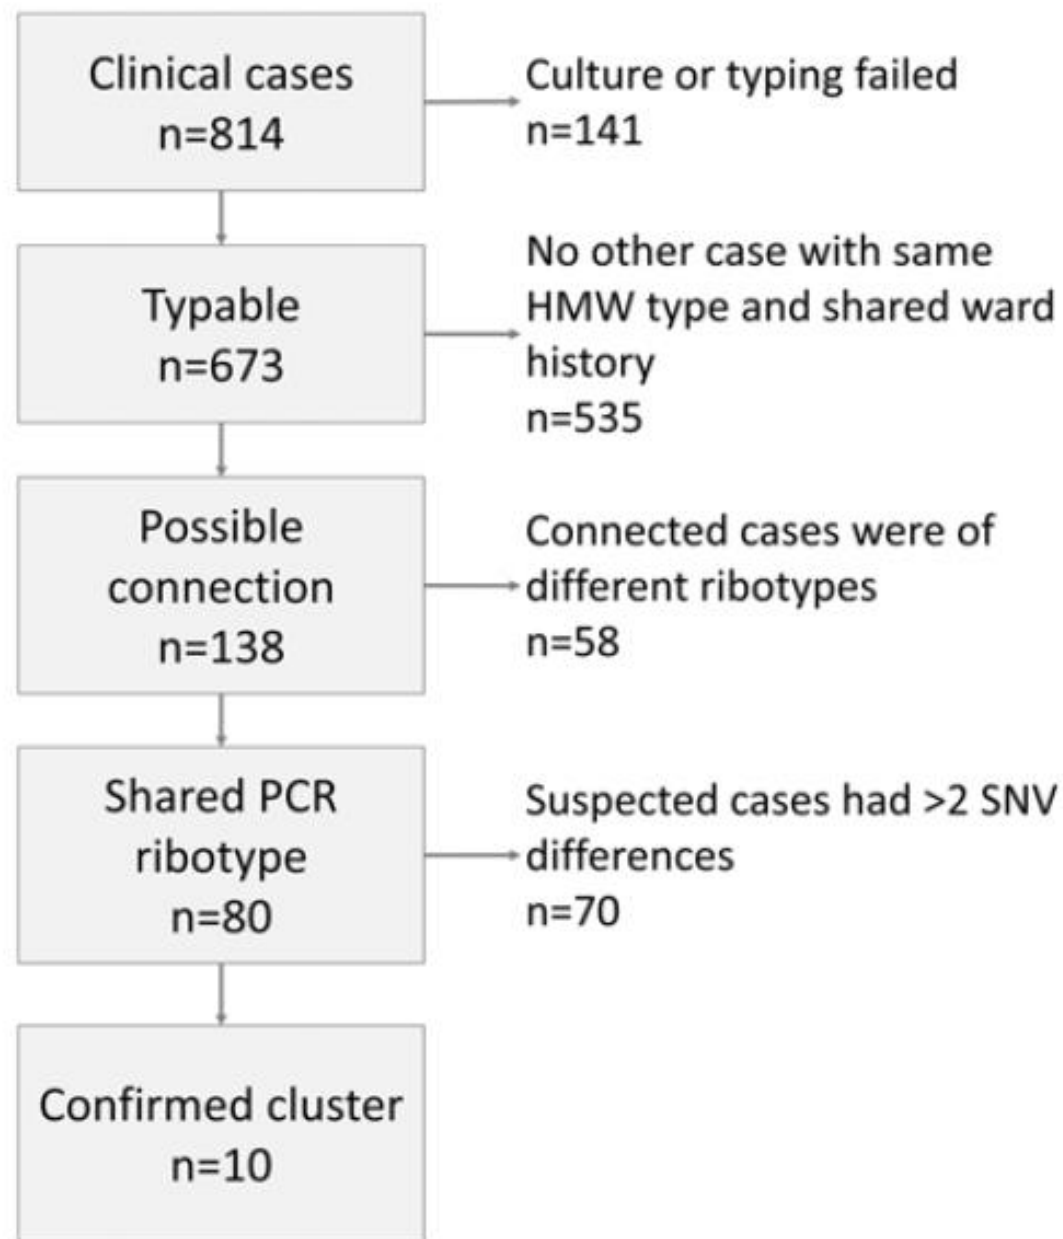 Clinical cases
n=814
Culture or typing failed
n=141
Typable
n=673
No other case with same
HMW type and shared ward
history
n=535
Possible
connection
n=138
Connected cases were of
different ribotypes
n=58
Shared PCR
ribotype
n=80
Suspected cases had >2 SNV
differences
n=70
Confirmed cluster
n=10